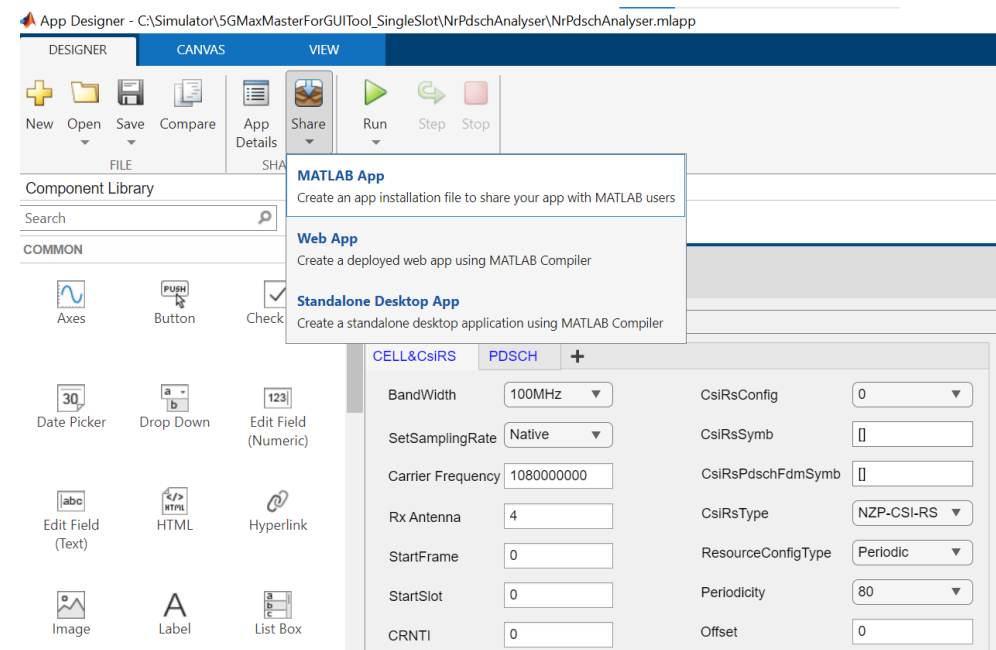 App Designer - C:\Simulator\5GMaxMasterForGUITool_SingleSlot\NrPdschAnalyser\NrPdschAnalyser.mlapp
DESIGNER CANVAS VIEW
New Open Save Compare App Details Share Run Step Stop
FILE SHA
MATLAB App
Create an app installation file to share your app with MATLAB users
Web App
Create a deployed web app using MATLAB Compiler
Standalone Desktop App
Create a standalone desktop application using MATLAB Compiler
Component Library
Search
COMMON
PUSH
Axes Button Check
30 a b 123
Date Picker Drop Down Edit Field
(Numeric)
abc </> HTML
Edit Field HTML Hyperlink
(Text)
A a b c
Image Label List Box
CELL&CsiRS PDSCH +
BandWidth 100MHz CsiRsConfig 0
SetSamplingRate Native CsiRsSymb []
Carrier Frequency 1080000000 CsiRsPdschFdmSymb []
Rx Antenna 4 CsiRsType NZP-CSI-RS
StartFrame 0 ResourceConfigType Periodic
StartSlot 0 Periodicity 80
CRNTI 0 Offset 0